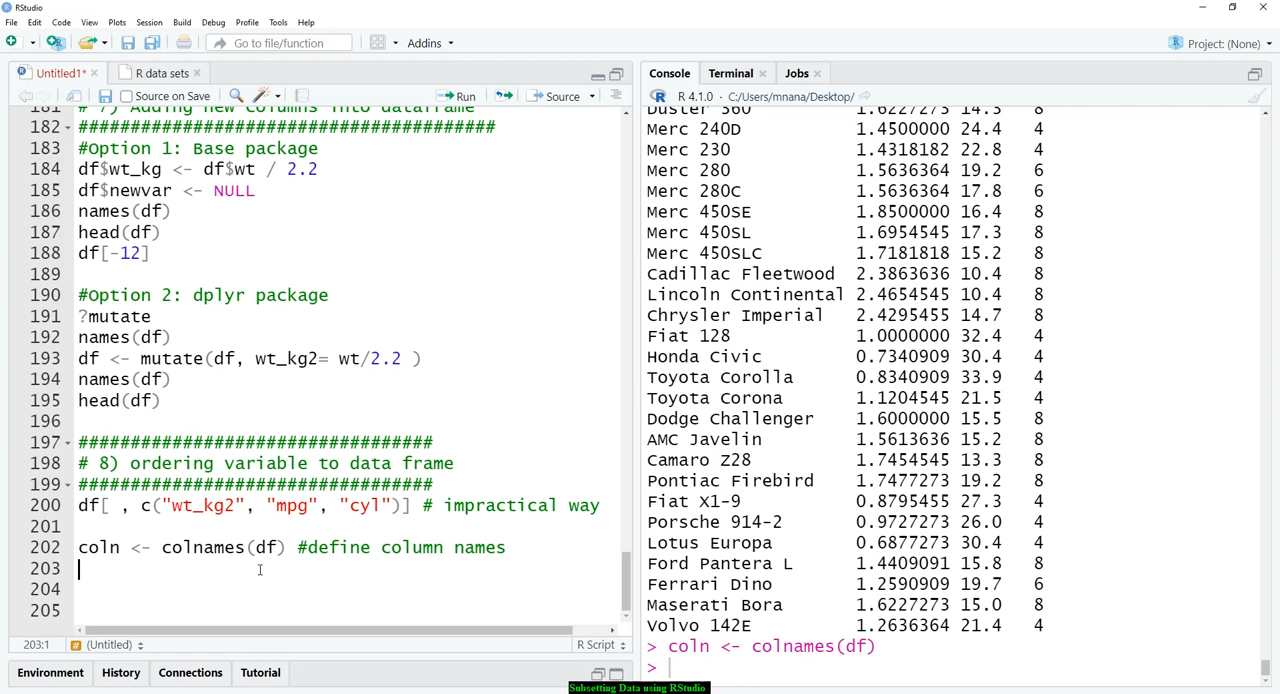 RStudio
File Edit Code View Plots Session Build Debug Profile Tools Help
Go to file/function Addins Project: (None)
Untitled1* R data sets
Source on Save Run Source
181 # 7) Adding new columns into dataframe
182 ########################################
183 #Option 1: Base package
184 df$wt_kg <- df$wt / 2.2
185 df$newvar <- NULL
186 names(df)
187 head(df)
188 df[-12]
189
190 #Option 2: dplyr package
191 ?mutate
192 names(df)
193 df <- mutate(df, wt_kg2= wt/2.2 )
194 names(df)
195 head(df)
196
197 ##################################
198 # 8) ordering variable to data frame
199 ##################################
200 df[ , c("wt_kg2", "mpg", "cyl")] # impractical way
201
202 coln <- colnames(df) #define column names
203
204
205
203:1 # (Untitled) R Script
Environment History Connections Tutorial
Console Terminal Jobs
R 4.1.0 · C:/Users/mnana/Desktop/
Duster 360 1.6227273 14.3 8
Merc 240D 1.4500000 24.4 4
Merc 230 1.4318182 22.8 4
Merc 280 1.5636364 19.2 6
Merc 280C 1.5636364 17.8 6
Merc 450SE 1.8500000 16.4 8
Merc 450SL 1.6954545 17.3 8
Merc 450SLC 1.7181818 15.2 8
Cadillac Fleetwood 2.3863636 10.4 8
Lincoln Continental 2.4654545 10.4 8
Chrysler Imperial 2.4295455 14.7 8
Fiat 128 1.0000000 32.4 4
Honda Civic 0.7340909 30.4 4
Toyota Corolla 0.8340909 33.9 4
Toyota Corona 1.1204545 21.5 4
Dodge Challenger 1.6000000 15.5 8
AMC Javelin 1.5613636 15.2 8
Camaro Z28 1.7454545 13.3 8
Pontiac Firebird 1.7477273 19.2 8
Fiat X1-9 0.8795455 27.3 4
Porsche 914-2 0.9727273 26.0 4
Lotus Europa 0.6877273 30.4 4
Ford Pantera L 1.4409091 15.8 8
Ferrari Dino 1.2590909 19.7 6
Maserati Bora 1.6227273 15.0 8
Volvo 142E 1.2636364 21.4 4
> coln <- colnames(df)
>
Subsetting Data using RStudio